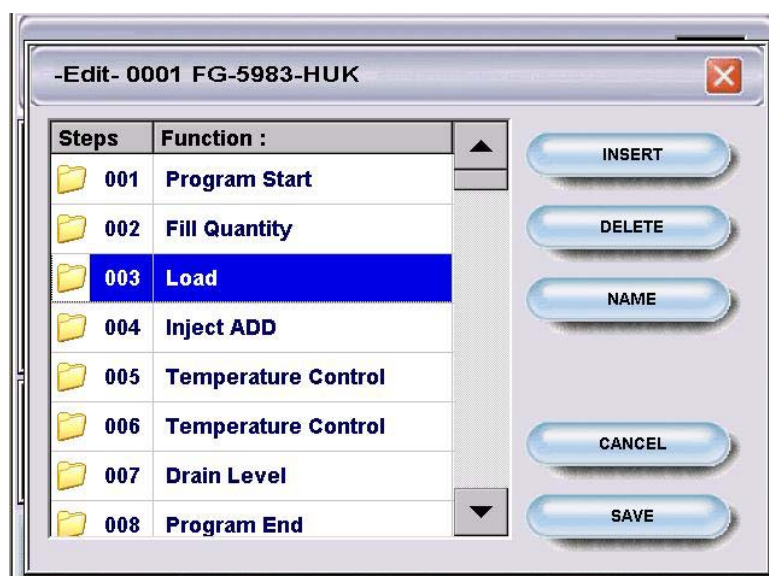 -Edit- 0001 FG-5983-HUK
Steps Function :
001 Program Start
002 Fill Quantity
003 Load
004 Inject ADD
005 Temperature Control
006 Temperature Control
007 Drain Level
008 Program End
INSERT
DELETE
NAME
CANCEL
SAVE